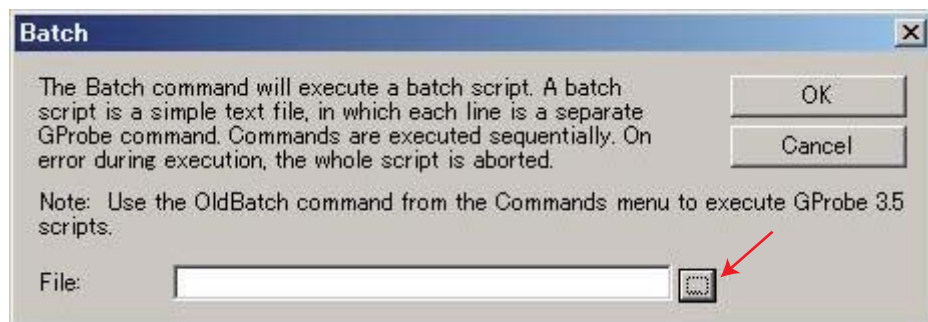 Batch
The Batch command will execute a batch script. A batch
script is a simple text file, in which each line is a separate
GProbe command. Commands are executed sequentially. On
error during execution, the whole script is aborted.
OK
Cancel
Note: Use the OldBatch command from the Commands menu to execute GProbe 3.5
scripts.
File:
...